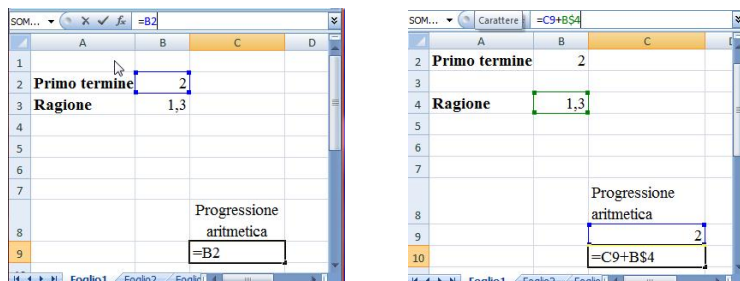 SOM... fx =B2
A B C D
1
2 Primo termine 2
3 Ragione 1,3
4
5
6
7
8 Progressione
aritmetica
9 =B2
Foglio1 Foglio2
SOM... Carattere =C9+B$4
A B C
2 Primo termine 2
3
4 Ragione 1,3
5
6
7
8 Progressione
aritmetica
9 2
10 =C9+B$4
Foglio1 Foglio2